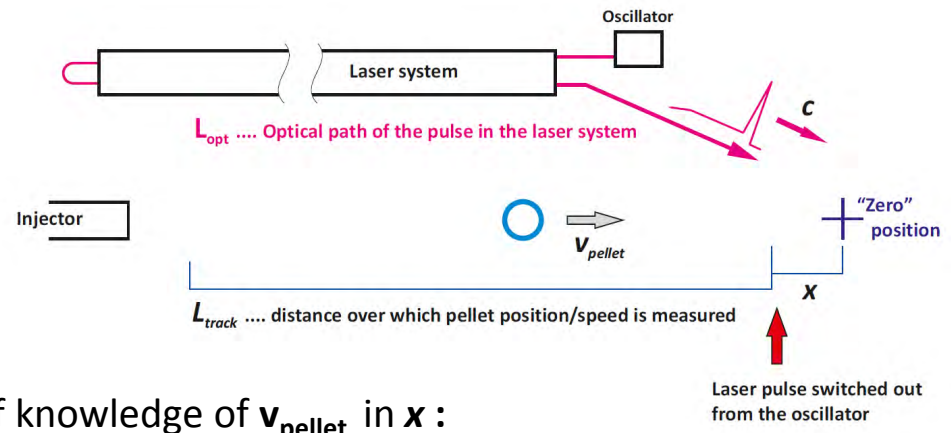 Oscillator
Laser system
c
L_opt .... Optical path of the pulse in the laser system
Injector
"Zero"
position
v_pellet
x
L_track .... distance over which pellet position/speed is measured
Laser pulse switched out
from the oscillator
knowledge of v_pellet in x :